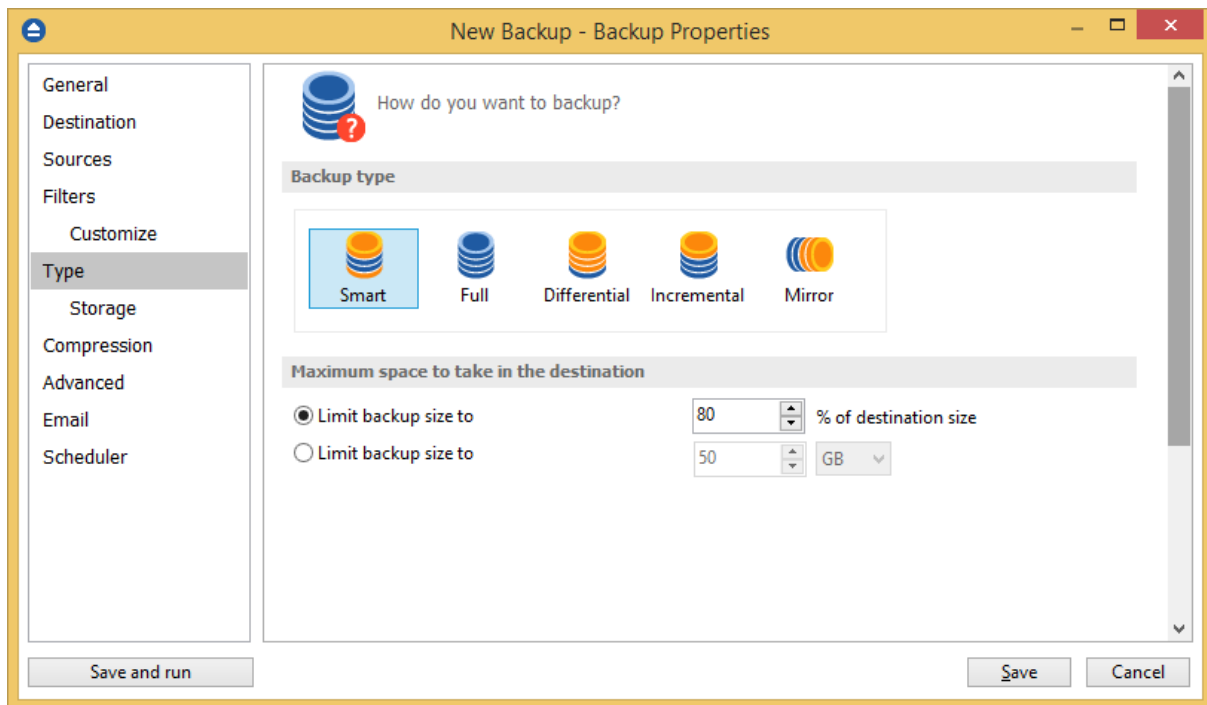 New Backup - Backup Properties
General
Destination
Sources
Filters
Customize
Type
Storage
Compression
Advanced
Email
Scheduler
How do you want to backup?
Backup type
Smart Full Differential Incremental Mirror
Maximum space to take in the destination
Limit backup size to 80 % of destination size
Limit backup size to 50 GB
Save and run Save Cancel